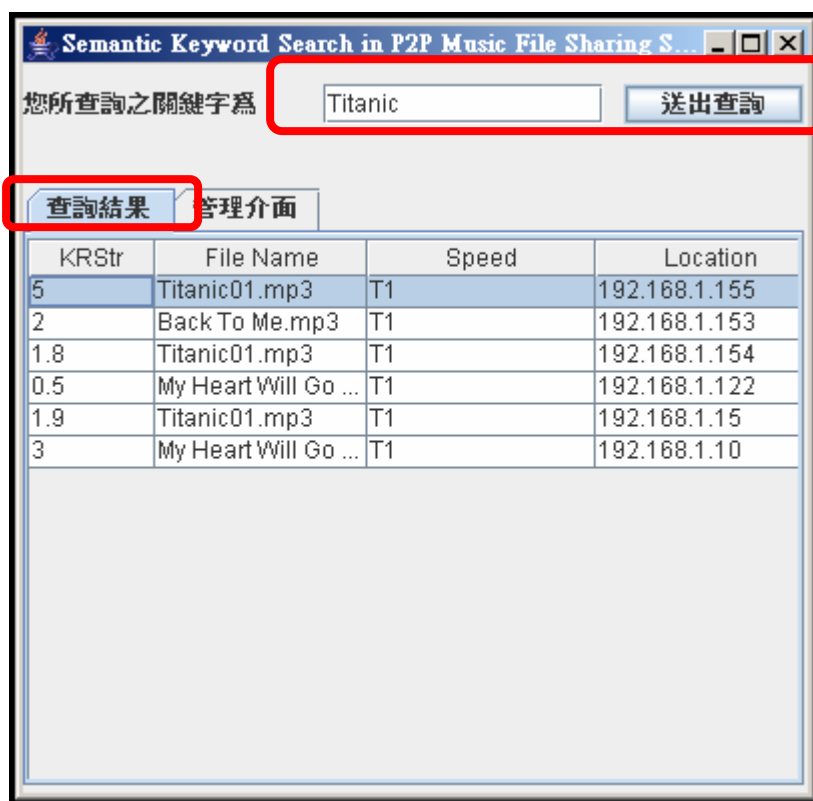 Semantic Keyword Search in P2P Music File Sharing S...
您所查詢之關鍵字為 Titanic 送出查詢
查詢結果 管理介面
KRStr File Name Speed Location
5 Titanic01.mp3 T1 192.168.1.155
2 Back To Me.mp3 T1 192.168.1.153
1.8 Titanic01.mp3 T1 192.168.1.154
0.5 My Heart Will Go ... T1 192.168.1.122
1.9 Titanic01.mp3 T1 192.168.1.15
3 My Heart Will Go ... T1 192.168.1.10